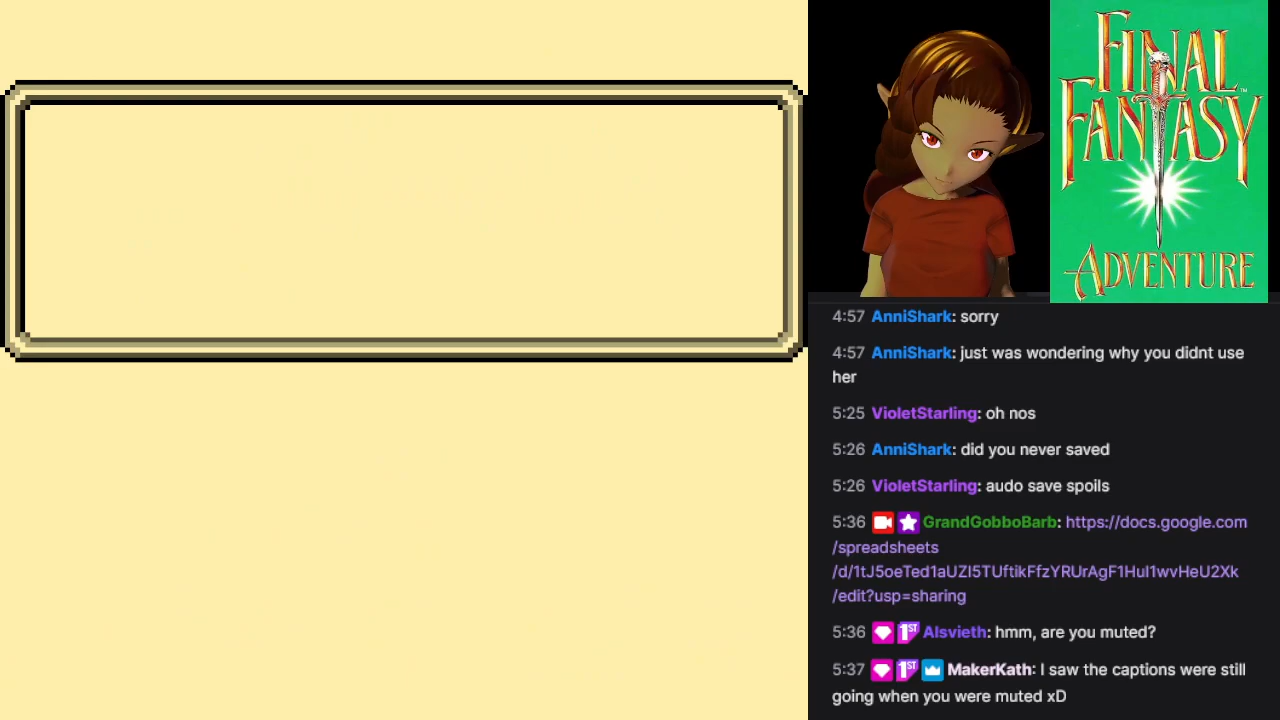 FINAL
FANTASY
TM
ADVENTURE
4:57 AnniShark: sorry
4:57 AnniShark: just was wondering why you didnt use
her
5:25 VioletStarling: oh nos
5:26 AnniShark: did you never saved
5:26 VioletStarling: audo save spoils
5:36 GrandGobboBarb: https://docs.google.com
/spreadsheets
/d/1tJ5oeTed1aUZI5TUftikFfzYRUrAgF1Hul1wvHeU2Xk
/edit?usp=sharing
5:36 1ST Alsvieth: hmm, are you muted?
5:37 1ST MakerKath: I saw the captions were still
going when you were muted xD